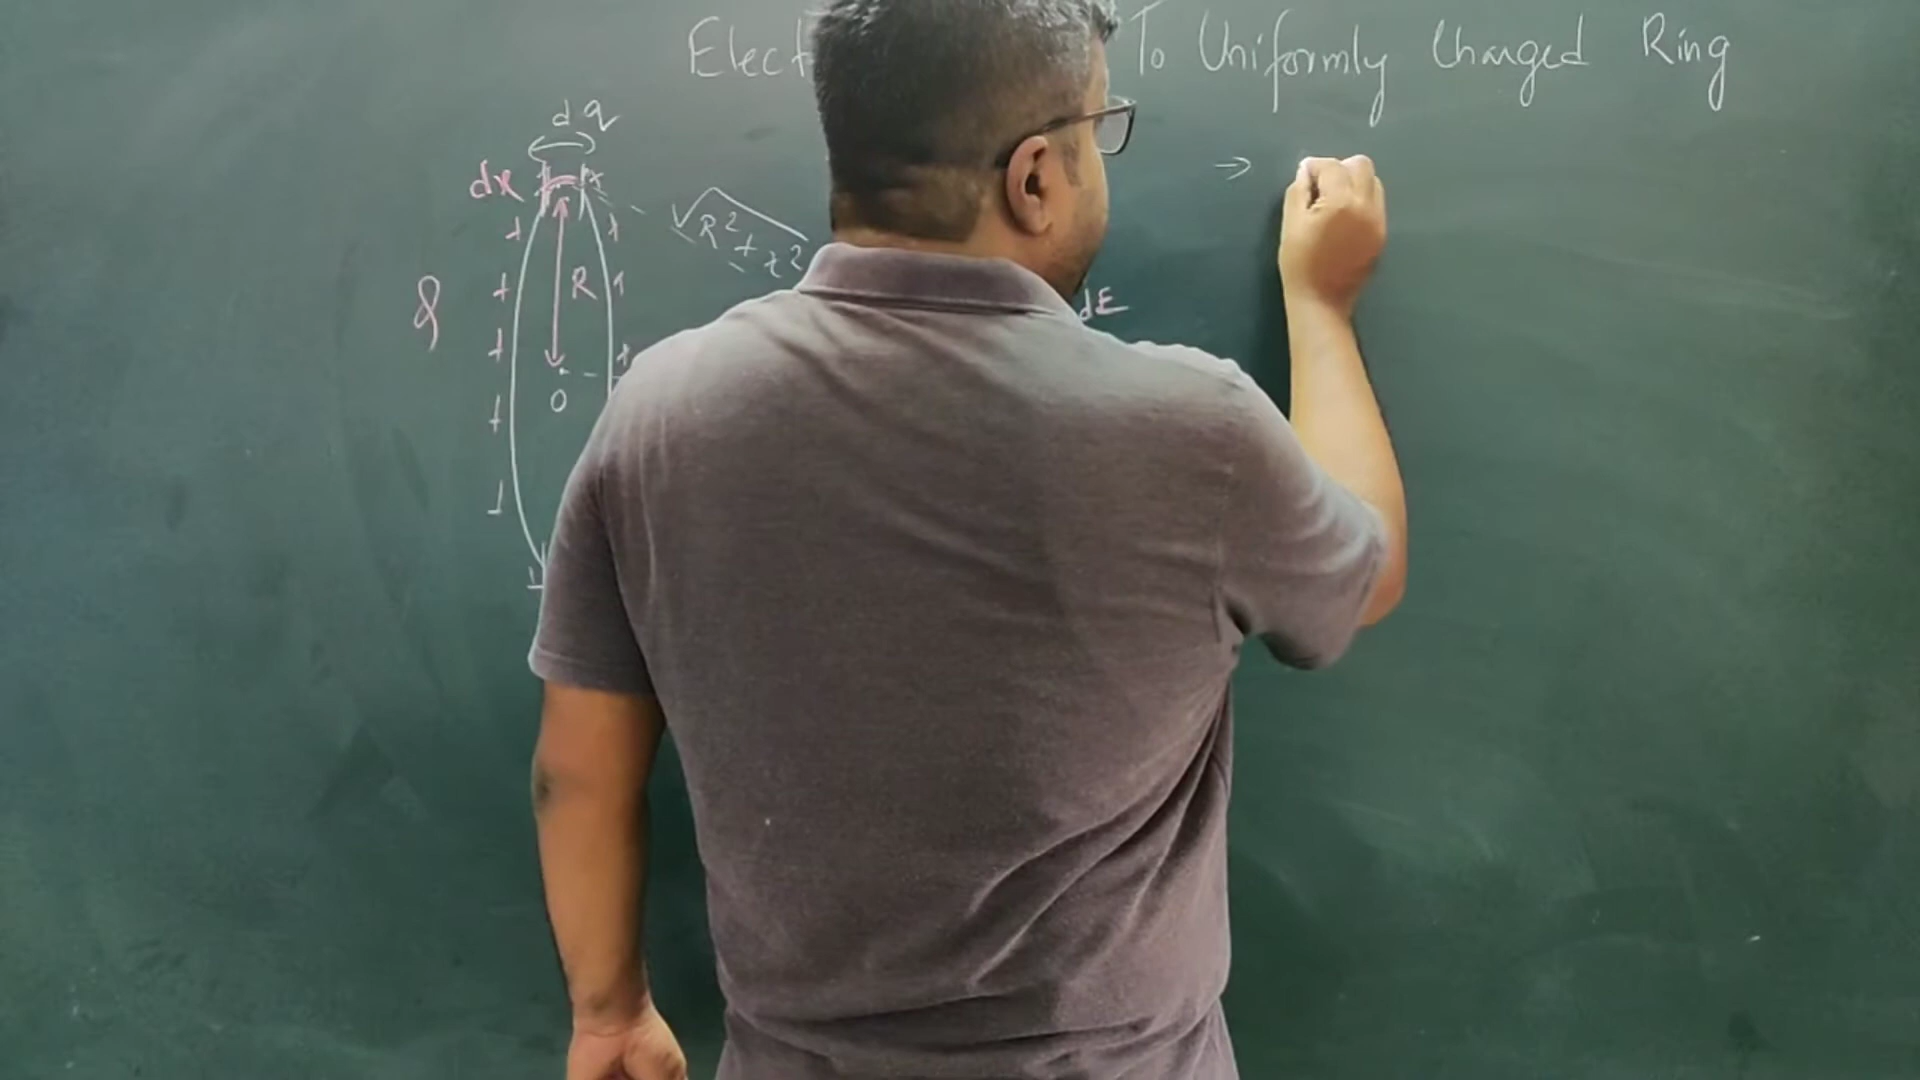 Elect To Uniformly Charged Ring
dq
dx
√R²+z²
R
dE
O